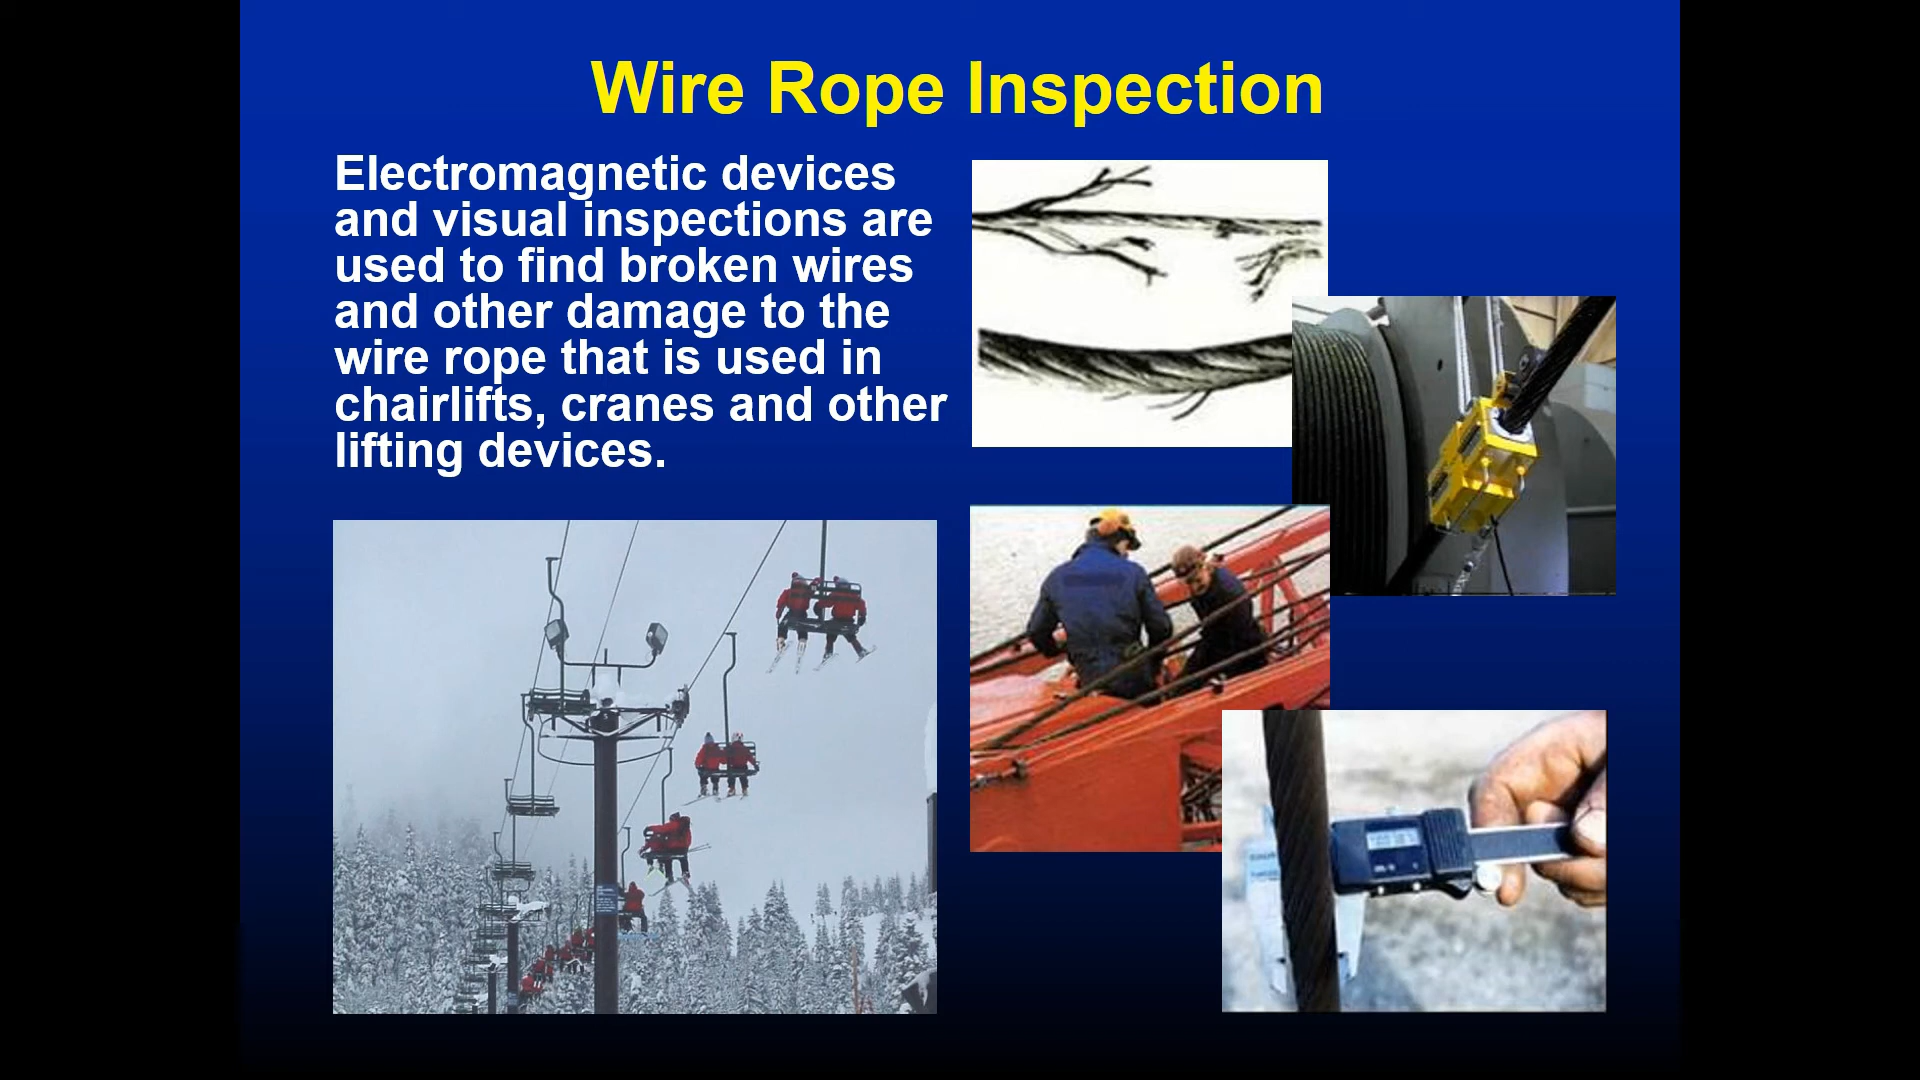 Wire Rope Inspection
Electromagnetic devices
and visual inspections are
used to find broken wires
and other damage to the
wire rope that is used in
chairlifts, cranes and other
lifting devices.